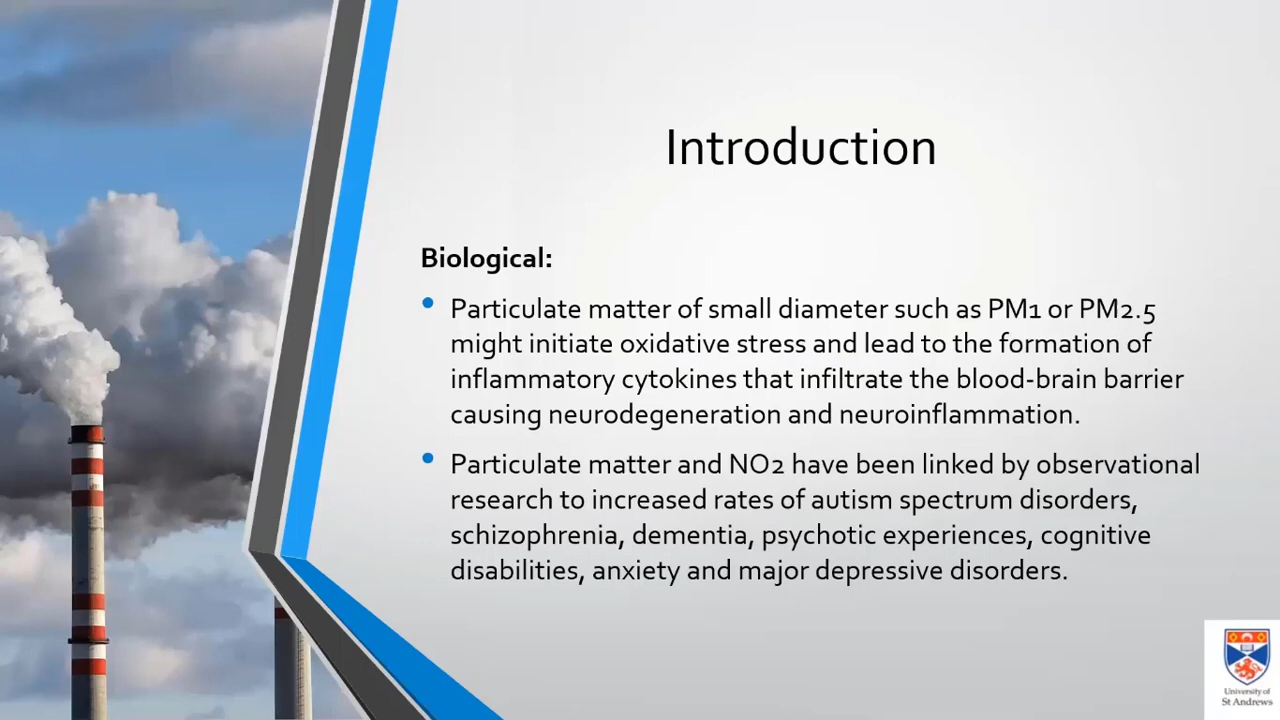 Introduction
Biological:
• Particulate matter of small diameter such as PM1 or PM2.5
might initiate oxidative stress and lead to the formation of
inflammatory cytokines that infiltrate the blood-brain barrier
causing neurodegeneration and neuroinflammation.
• Particulate matter and NO2 have been linked by observational
research to increased rates of autism spectrum disorders,
schizophrenia, dementia, psychotic experiences, cognitive
disabilities, anxiety and major depressive disorders.
University of
St Andrews